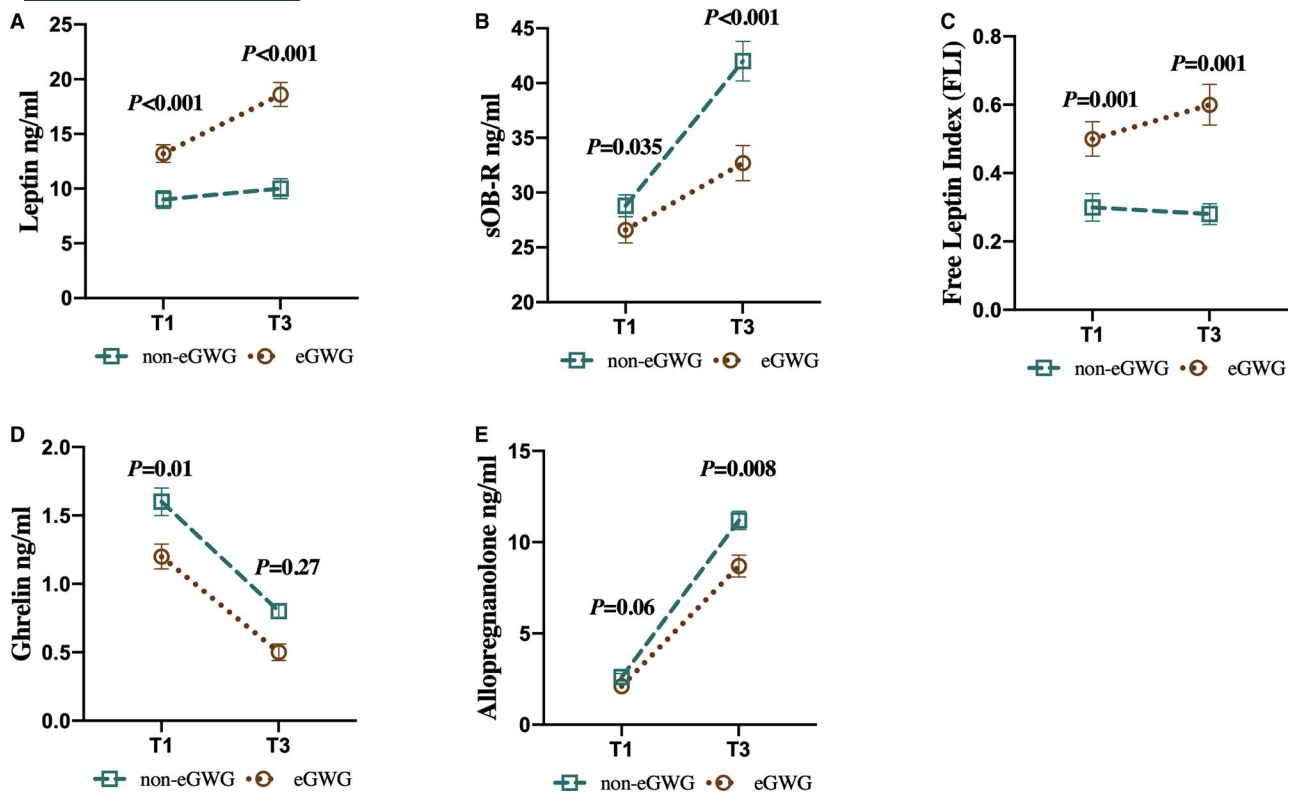 A
Leptin ng/ml
25
20
15
10
5
0
P<0.001
P<0.001
T1 T3
non-eGWG eGWG
B
sOB-R ng/ml
45
40
35
30
25
20
P=0.035
P<0.001
T1 T3
non-eGWG eGWG
C
Free Leptin Index (FLI)
0.8
0.6
0.4
0.2
0.0
P=0.001
P=0.001
T1 T3
non-eGWG eGWG
D
Ghrelin ng/ml
2.0
1.5
1.0
0.5
0.0
P=0.01
P=0.27
T1 T3
non-eGWG eGWG
E
Allopregnanolone ng/ml
15
10
5
0
P=0.06
P=0.008
T1 T3
non-eGWG eGWG